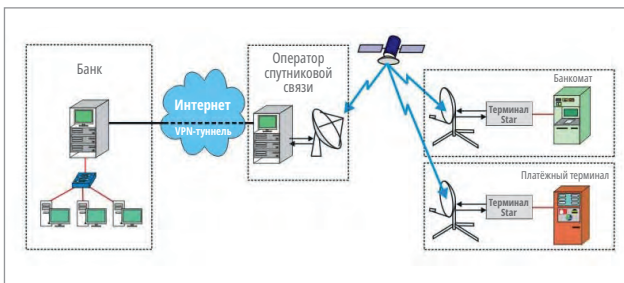 Банк
Интернет
VPN-туннель
Оператор
спутниковой
связи
Банкомат
Терминал
Star
Платёжный терминал
Терминал
Star